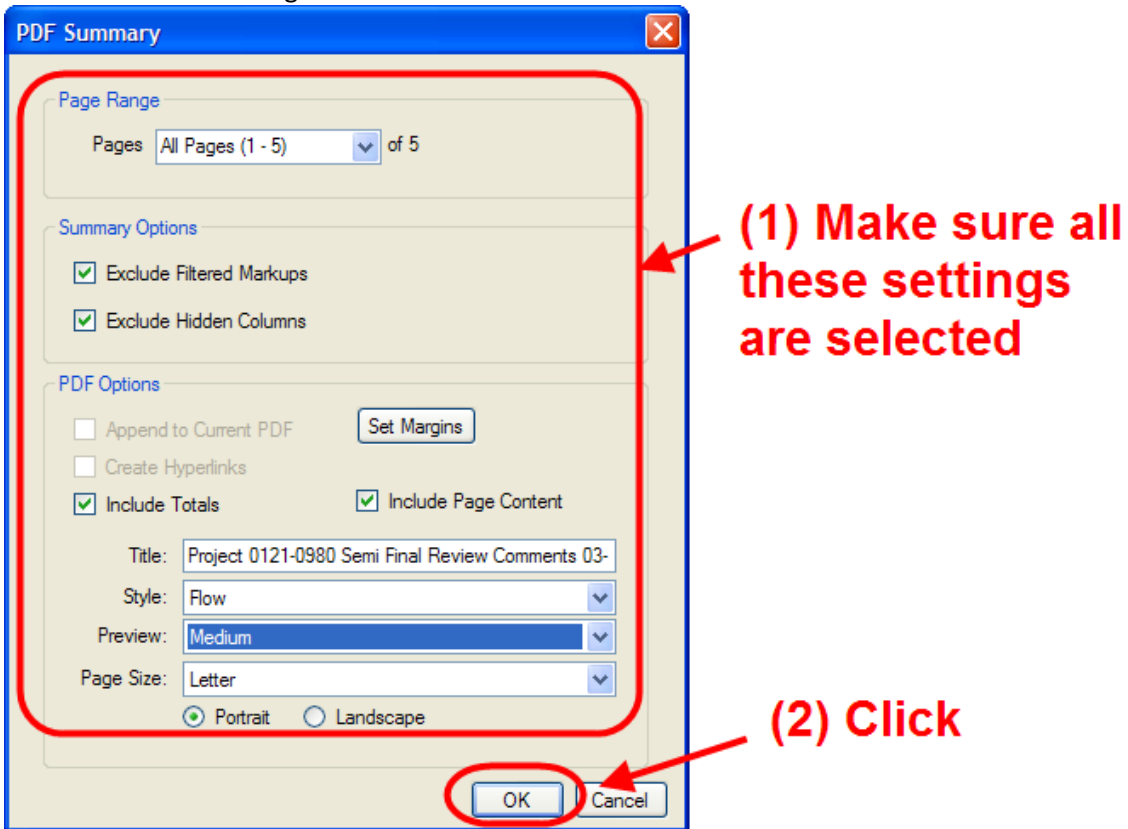 PDF Summary
Page Range
Pages All Pages (1 - 5) of 5
Summary Options
Exclude Filtered Markups
Exclude Hidden Columns
(1) Make sure all
these settings
are selected
PDF Options
Append to Current PDF Set Margins
Create Hyperlinks
Include Totals Include Page Content
Title: Project 0121-0980 Semi Final Review Comments 03-
Style: Flow
Preview: Medium
Page Size: Letter
Portrait Landscape
(2) Click
OK Cancel